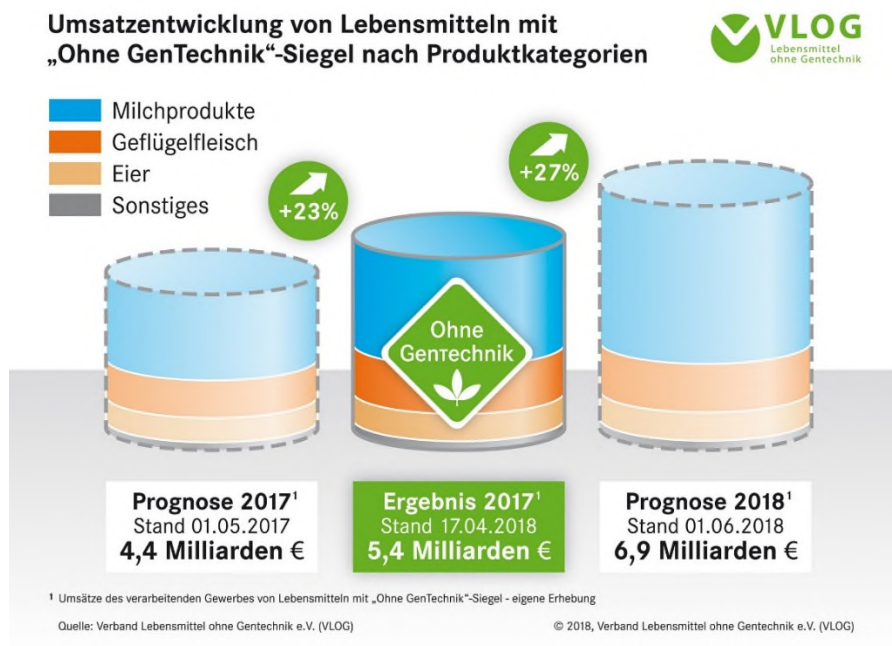 Umsatzentwicklung von Lebensmitteln mit
„Ohne GenTechnik“-Siegel nach Produktkategorien
VLOG
Lebensmittel
ohne Gentechnik
Milchprodukte
Geflügelfleisch
Eier
Sonstiges
+23%
+27%
Ohne
GenTechnik
Prognose 2017¹
Stand 01.05.2017
4,4 Milliarden €
Ergebnis 2017¹
Stand 17.04.2018
5,4 Milliarden €
Prognose 2018¹
Stand 01.06.2018
6,9 Milliarden €
¹ Umsätze des verarbeitenden Gewerbes von Lebensmitteln mit „Ohne GenTechnik“-Siegel - eigene Erhebung
Quelle: Verband Lebensmittel ohne Gentechnik e.V. (VLOG)
© 2018, Verband Lebensmittel ohne Gentechnik e.V. (VLOG)